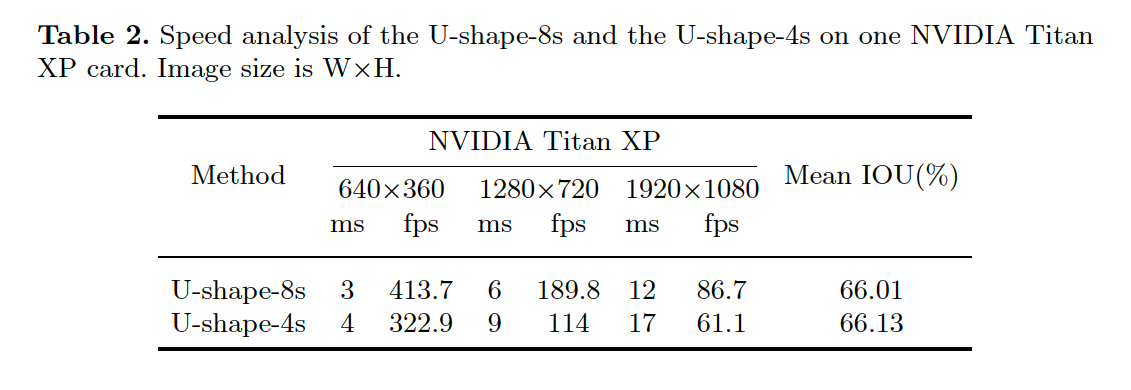 Table 2. Speed analysis of the U-shape-8s and the U-shape-4s on one NVIDIA Titan
XP card. Image size is W×H.
NVIDIA Titan XP
Method Mean IOU(%)
640×360 1280×720 1920×1080
ms fps ms fps ms fps
U-shape-8s 3 413.7 6 189.8 12 86.7 66.01
U-shape-4s 4 322.9 9 114 17 61.1 66.13